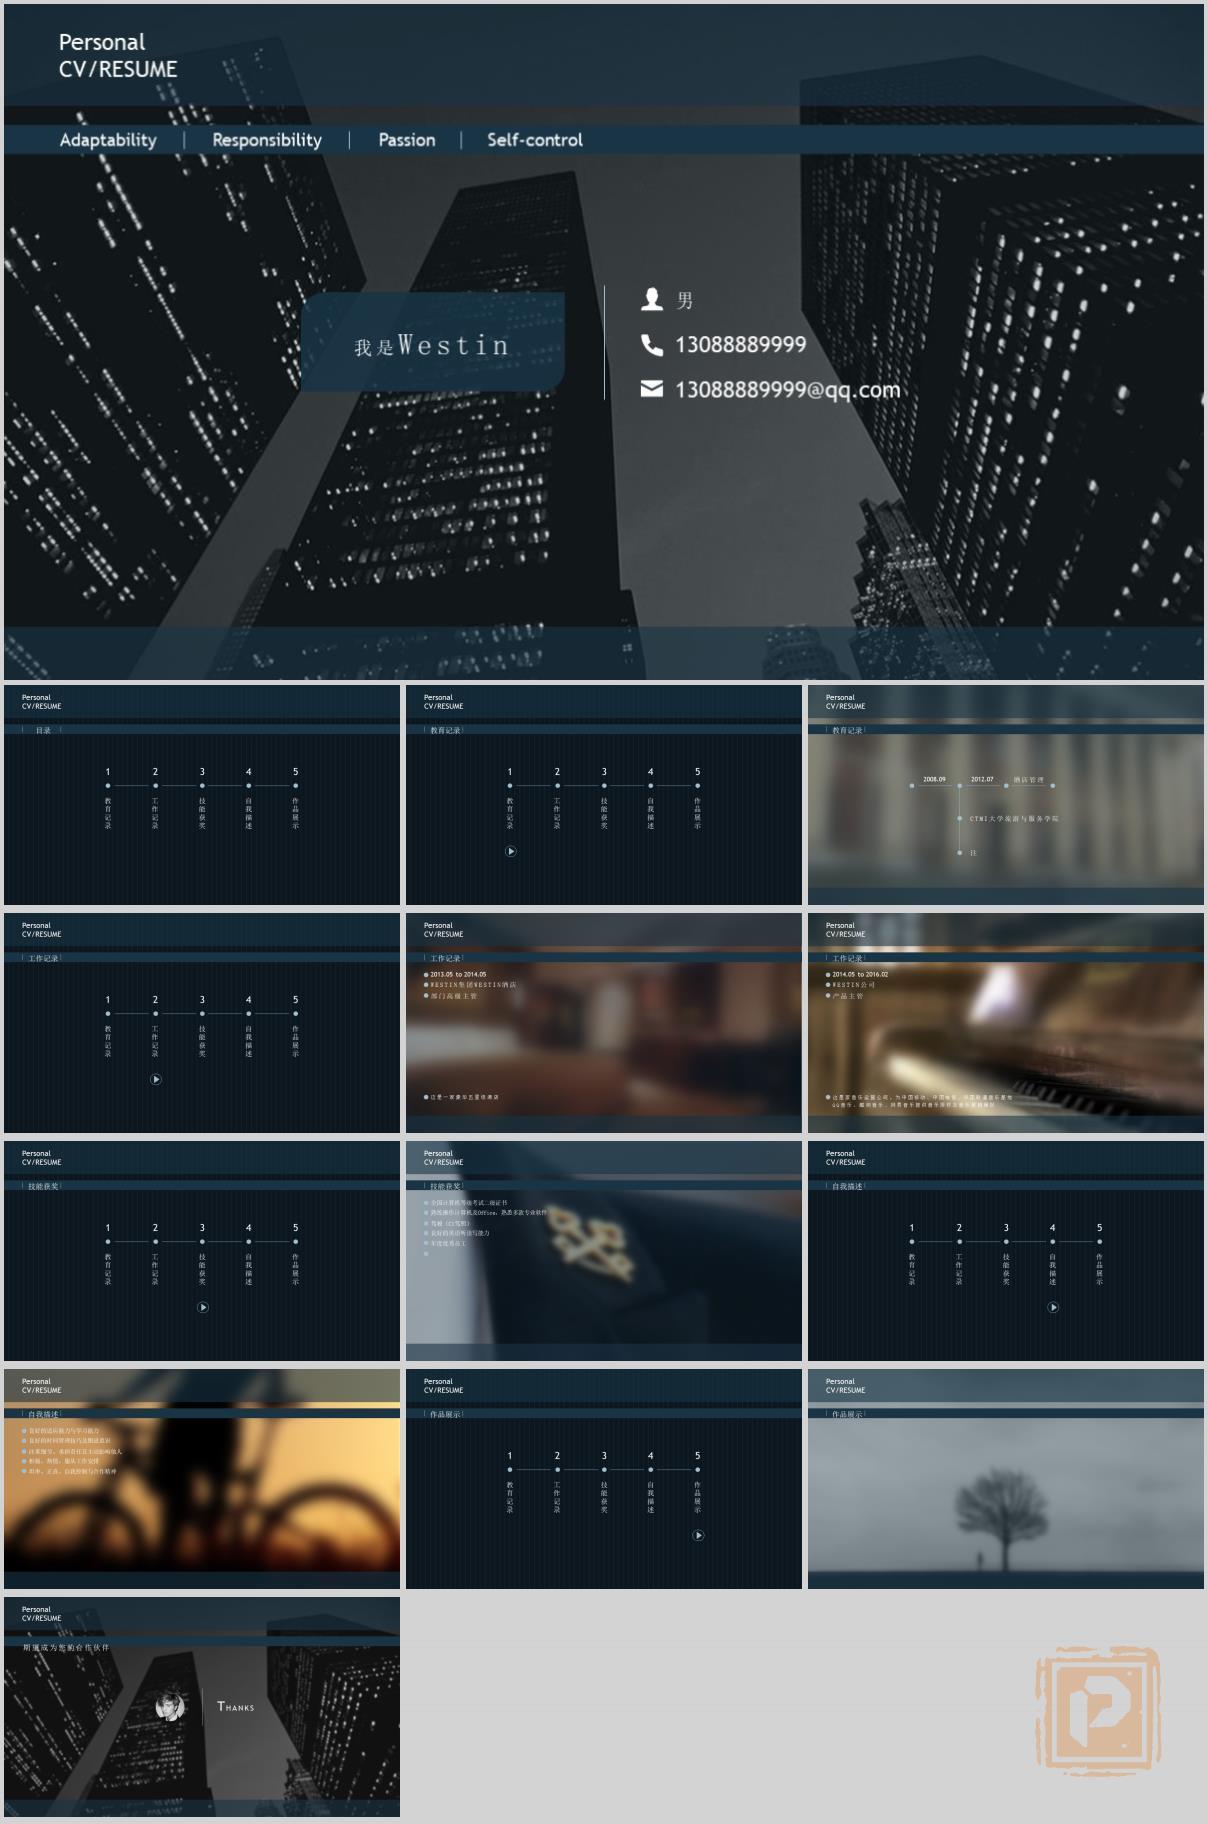 Personal
CV/RESUME
Adaptability
Responsibility
Passion
Self-control
我是Westin
男
13088889999
13088889999@qq.com
Personal
CV/RESUME
目录
1 2 3 4 5
教育记录
工作记录
技能获奖
自我描述
作品展示
Personal
CV/RESUME
教育记录
1 2 3 4 5
教育记录
工作记录
技能获奖
自我描述
作品展示
Personal
CV/RESUME
教育记录
2008.09
2012.07
酒店管理
CTMI大学旅游与服务学院
注
Personal
CV/RESUME
工作记录
1 2 3 4 5
教育记录
工作记录
技能获奖
自我描述
作品展示
Personal
CV/RESUME
工作记录
2013.05 to 2014.05
WESTIN集团WESTIN酒店
部门高级主管
这是一家豪华五星级酒店
Personal
CV/RESUME
工作记录
2014.05 to 2016.02
WESTIN公司
产品主管
Personal
CV/RESUME
技能获奖
1 2 3 4 5
教育记录
工作记录
技能获奖
自我描述
作品展示
Personal
CV/RESUME
技能获奖
全国计算机等级考试二级证书
熟练操作计算机及Office，熟悉多款专业软件
驾照（C1驾照）
良好的英语听读写能力
年度优秀员工
Personal
CV/RESUME
自我描述
1 2 3 4 5
教育记录
工作记录
技能获奖
自我描述
作品展示
Personal
CV/RESUME
自我描述
良好的适应能力与学习能力
Personal
CV/RESUME
作品展示
1 2 3 4 5
教育记录
工作记录
技能获奖
自我描述
作品展示
Personal
CV/RESUME
作品展示
Personal
CV/RESUME
期望成为您的合作伙伴
THANKS